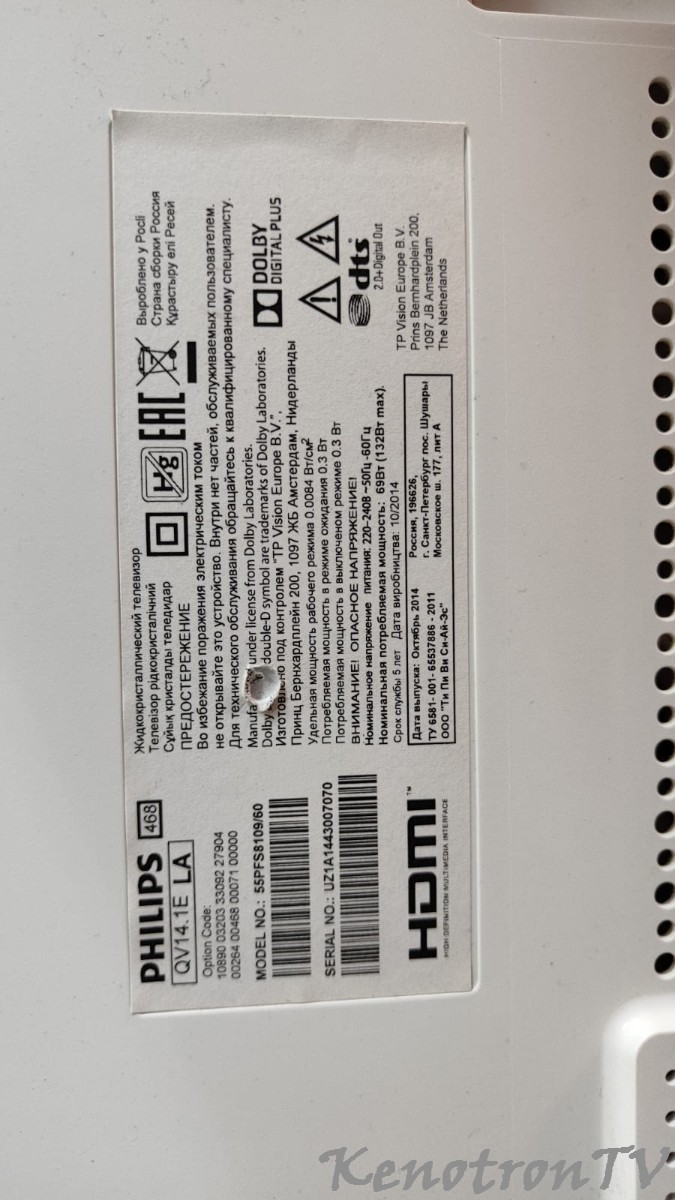 PHILIPS 468
QV14.1E LA
Option Code:
10890 03203 33092 27904
00264 00468 00071 00000
MODEL NO.: 55PFS8109/60
SERIAL NO.: UZ1A1443007070
HDMI™
HIGH-DEFINITION MULTIMEDIA INTERFACE
Жидкокристаллический телевизор
Телевізор рідкокристалічний
Сұйық кристалды теледидар
Hg
EAC
Вироблено у Росії
Страна сборки Россия
Құрастыру елі Ресей
ПРЕДОСТЕРЕЖЕНИЕ
Во избежание поражения электрическим током
не открывайте это устройство. Внутри нет частей, обслуживаемых пользователем.
Для технического обслуживания обращайтесь к квалифицированному специалисту.
under license from Dolby Laboratories.
Dolby double-D symbol are trademarks of Dolby Laboratories.
Изготовлено под контролем "TP Vision Europe B.V.",
Принц Бернхардплейн 200, 1097 ЖБ Амстердам, Нидерланды
Удельная мощность рабочего режима 0.0084 Вт/см²
Потребляемая мощность в режиме ожидания 0.3 Вт
Потребляемая мощность в выключеном режиме 0.3 Вт
ВНИМАНИЕ! ОПАСНОЕ НАПРЯЖЕНИЕ!
Номинальное напряжение питания: 220-240В ~50Гц -60Гц
Номинальная потребляемая мощность: 69Вт (132Вт max).
Срок службы 5 лет Дата виробництва: 10/2014
Дата выпуска: Октябрь 2014
ТУ 6581- 001- 65537886 - 2011
ООО "Ти Пи Ви Си-Ай-Эс"
Россия, 196626,
г. Санкт-Петербург пос. Шушары
Московское ш. 177, лит А
DOLBY
DIGITAL PLUS
dts
2.0+Digital Out
TP Vision Europe B.V.
Prins Bernhardplein 200,
1097 JB Amsterdam
The Netherlands
KenotronTV